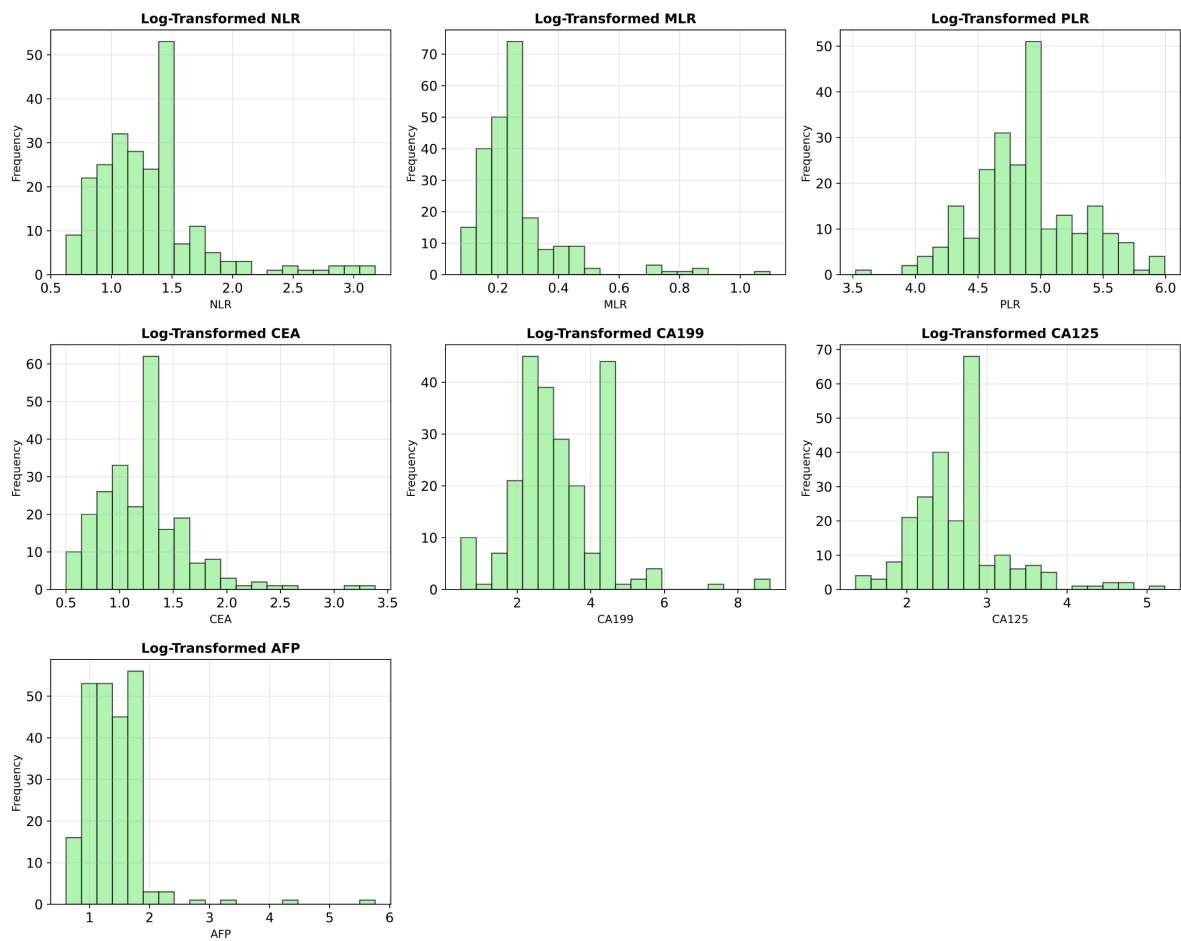 Log-Transformed NLR
Frequency
0
10
20
30
40
50
0.5 1.0 1.5 2.0 2.5 3.0
NLR
Log-Transformed MLR
Frequency
0
10
20
30
40
50
60
70
0.2 0.4 0.6 0.8 1.0
MLR
Log-Transformed PLR
Frequency
0
10
20
30
40
50
3.5 4.0 4.5 5.0 5.5 6.0
PLR
Log-Transformed CEA
Frequency
0
10
20
30
40
50
60
0.5 1.0 1.5 2.0 2.5 3.0 3.5
CEA
Log-Transformed CA199
Frequency
0
10
20
30
40
2 4 6 8
CA199
Log-Transformed CA125
Frequency
0
10
20
30
40
50
60
70
2 3 4 5
CA125
Log-Transformed AFP
Frequency
0
10
20
30
40
50
1 2 3 4 5 6
AFP